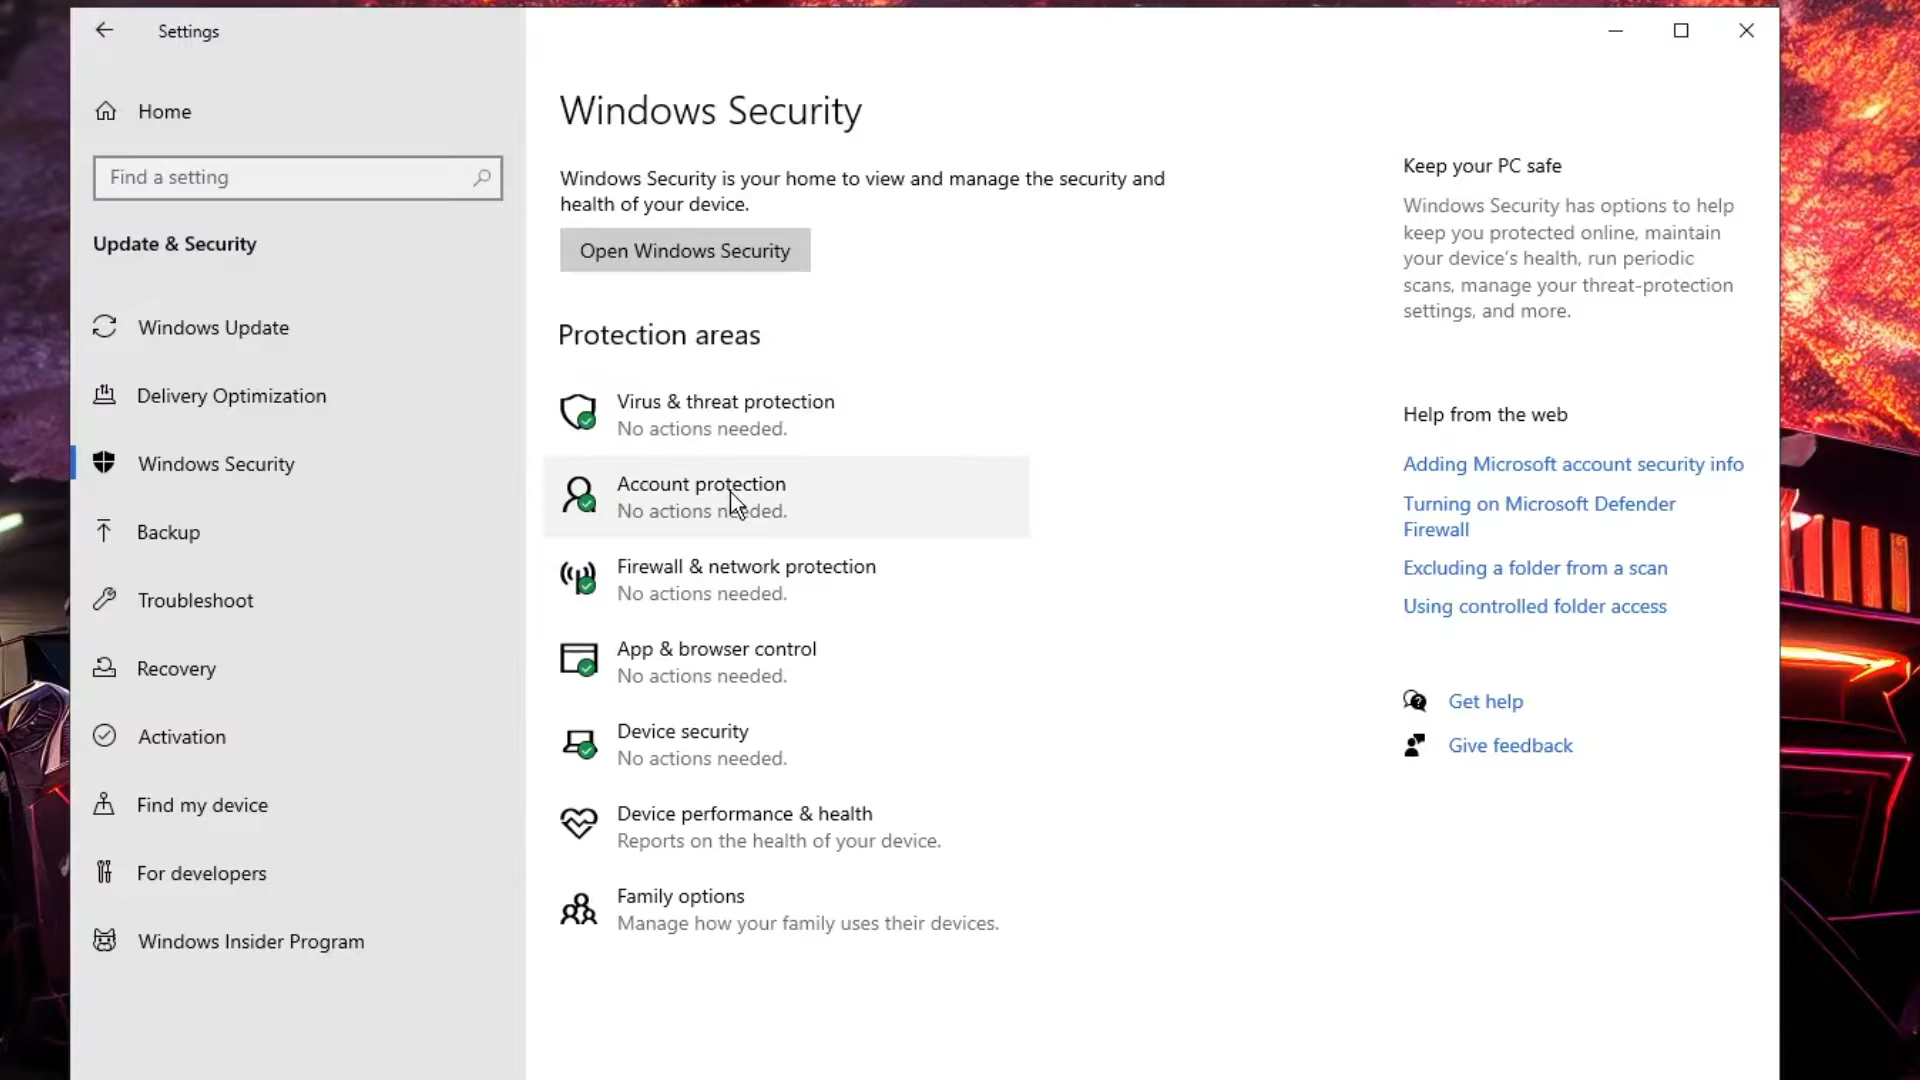 Settings
Home
Find a setting
Update & Security
Windows Update
Delivery Optimization
Windows Security
Backup
Troubleshoot
Recovery
Activation
Find my device
For developers
Windows Insider Program
Windows Security
Windows Security is your home to view and manage the security and
health of your device.
Open Windows Security
Protection areas
Virus & threat protection
No actions needed.
Account protection
No actions needed.
Firewall & network protection
No actions needed.
App & browser control
No actions needed.
Device security
No actions needed.
Device performance & health
Reports on the health of your device.
Family options
Manage how your family uses their devices.
Keep your PC safe
Windows Security has options to help
keep you protected online, maintain
your device's health, run periodic
scans, manage your threat-protection
settings, and more.
Help from the web
Adding Microsoft account security info
Turning on Microsoft Defender
Firewall
Excluding a folder from a scan
Using controlled folder access
Get help
Give feedback